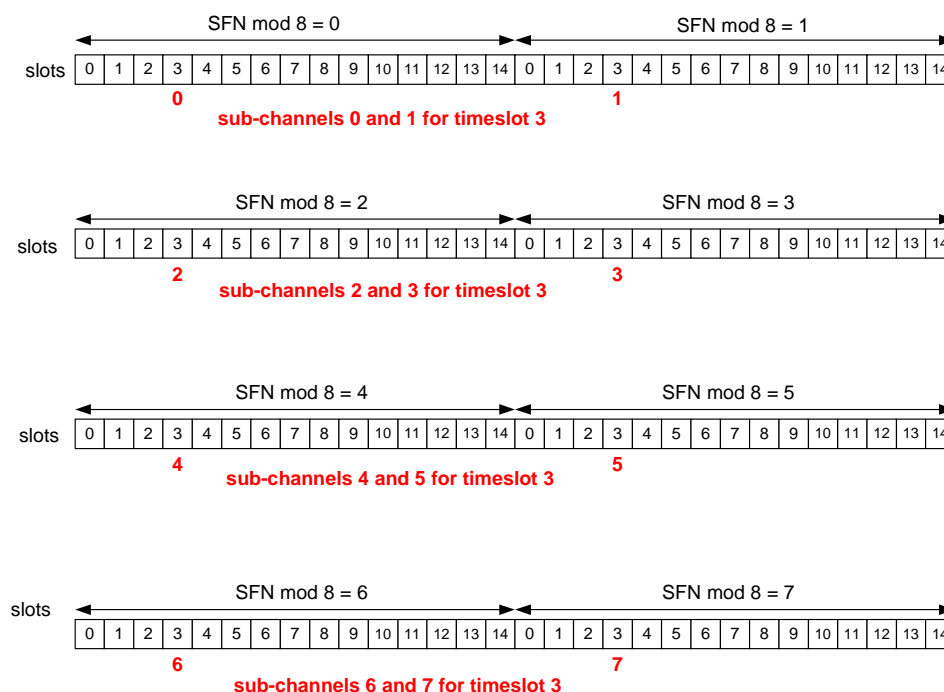 SFN mod 8 = 0 SFN mod 8 = 1
slots 0 1 2 3 4 5 6 7 8 9 10 11 12 13 14 0 1 2 3 4 5 6 7 8 9 10 11 12 13 14
0 1
sub-channels 0 and 1 for timeslot 3
SFN mod 8 = 2 SFN mod 8 = 3
slots 0 1 2 3 4 5 6 7 8 9 10 11 12 13 14 0 1 2 3 4 5 6 7 8 9 10 11 12 13 14
2 3
sub-channels 2 and 3 for timeslot 3
SFN mod 8 = 4 SFN mod 8 = 5
slots 0 1 2 3 4 5 6 7 8 9 10 11 12 13 14 0 1 2 3 4 5 6 7 8 9 10 11 12 13 14
4 5
sub-channels 4 and 5 for timeslot 3
SFN mod 8 = 6 SFN mod 8 = 7
slots
0 1 2 3 4 5 6 7 8 9 10 11 12 13 14 0 1 2 3 4 5 6 7 8 9 10 11 12 13 14
6 7
sub-channels 6 and 7 for timeslot 3